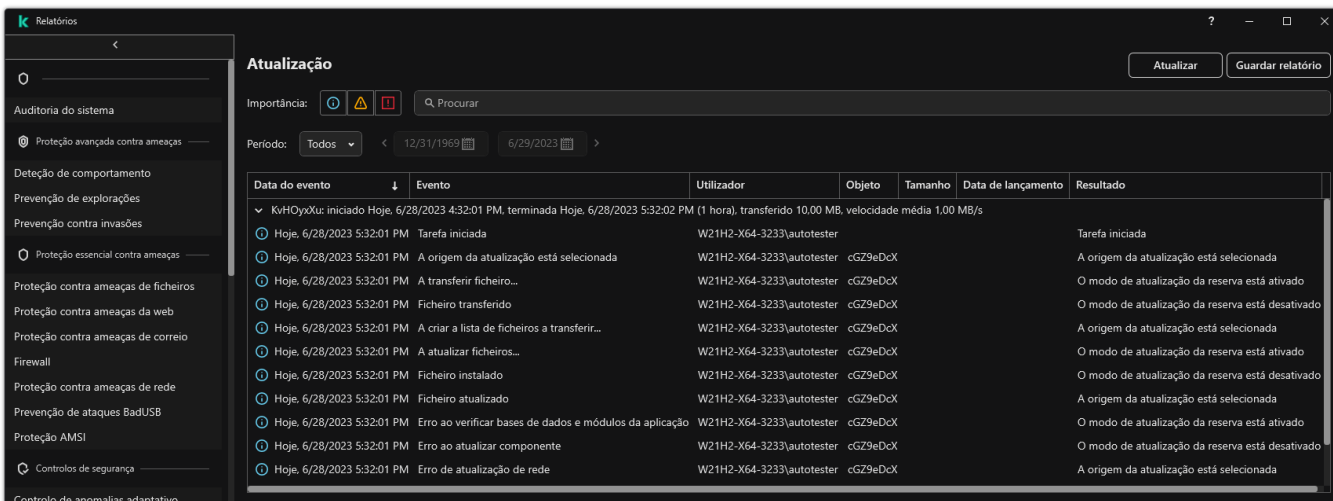 Relatórios
Auditoria do sistema
Proteção avançada contra ameaças
Deteção de comportamento
Prevenção de explorações
Prevenção contra invasões
Proteção essencial contra ameaças
Proteção contra ameaças de ficheiros
Proteção contra ameaças da web
Proteção contra ameaças de correio
Firewall
Proteção contra ameaças de rede
Prevenção de ataques BadUSB
Proteção AMSI
Controlos de segurança
Controlo de anomalias adaptativo
Atualização
Atualizar Guardar relatório
Importância: Procurar
Período: Todos 12/31/1969 6/29/2023
Data do evento Evento Utilizador Objeto Tamanho Data de lançamento Resultado
KvHOyxXu: iniciado Hoje, 6/28/2023 4:32:01 PM, terminada Hoje, 6/28/2023 5:32:02 PM (1 hora), transferido 10,00 MB, velocidade média 1,00 MB/s
Hoje, 6/28/2023 5:32:01 PM Tarefa iniciada W21H2-X64-3233\autotester Tarefa iniciada
Hoje, 6/28/2023 5:32:01 PM A origem da atualização está selecionada W21H2-X64-3233\autotester cGZ9eDcX A origem da atualização está selecionada
Hoje, 6/28/2023 5:32:01 PM A transferir ficheiro... W21H2-X64-3233\autotester cGZ9eDcX O modo de atualização da reserva está ativado
Hoje, 6/28/2023 5:32:01 PM Ficheiro transferido W21H2-X64-3233\autotester cGZ9eDcX O modo de atualização da reserva está desativado
Hoje, 6/28/2023 5:32:01 PM A criar a lista de ficheiros a transferir... W21H2-X64-3233\autotester cGZ9eDcX A origem da atualização está selecionada
Hoje, 6/28/2023 5:32:01 PM A atualizar ficheiros... W21H2-X64-3233\autotester cGZ9eDcX O modo de atualização da reserva está ativado
Hoje, 6/28/2023 5:32:01 PM Ficheiro instalado W21H2-X64-3233\autotester cGZ9eDcX O modo de atualização da reserva está desativado
Hoje, 6/28/2023 5:32:01 PM Ficheiro atualizado W21H2-X64-3233\autotester cGZ9eDcX A origem da atualização está selecionada
Hoje, 6/28/2023 5:32:01 PM Erro ao verificar bases de dados e módulos da aplicação W21H2-X64-3233\autotester cGZ9eDcX O modo de atualização da reserva está ativado
Hoje, 6/28/2023 5:32:01 PM Erro ao atualizar componente W21H2-X64-3233\autotester cGZ9eDcX O modo de atualização da reserva está desativado
Hoje, 6/28/2023 5:32:01 PM Erro de atualização de rede W21H2-X64-3233\autotester cGZ9eDcX A origem da atualização está selecionada